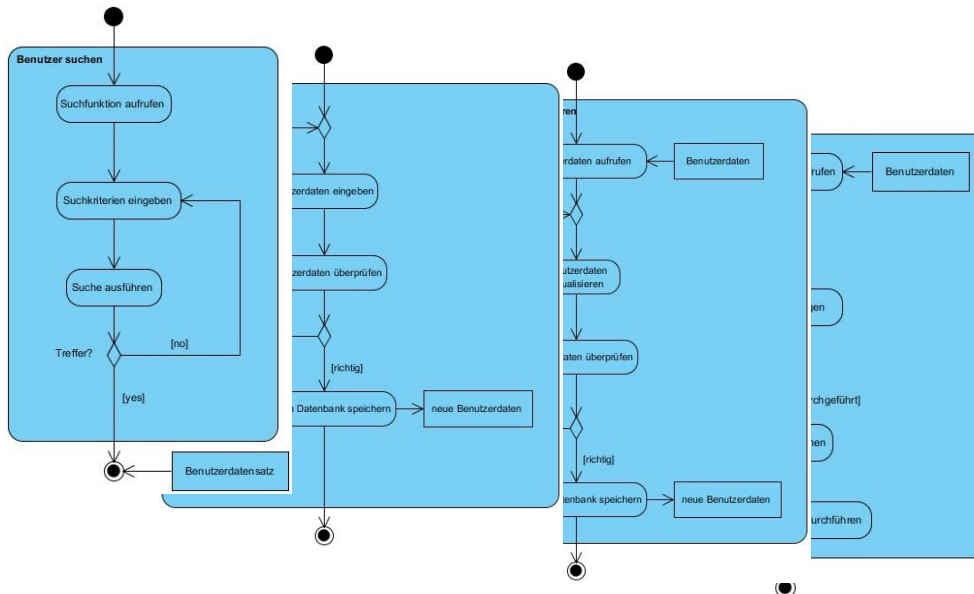 Benutzer suchen
Suchfunktion aufrufen
Suchkriterien eingeben
Suche ausführen
Treffer?
[no]
[yes]
Benutzerdatensatz
zerdaten eingeben
zerdaten überprüfen
[richtig]
n Datenbank speichern
neue Benutzerdaten
ren
erdaten aufrufen
Benutzerdaten
utzerdaten
ualisieren
daten überprüfen
[richtig]
tenbank speichern
neue Benutzerdaten
rufen
Benutzerdaten
gen
rchgeführt]
nen
urchführen